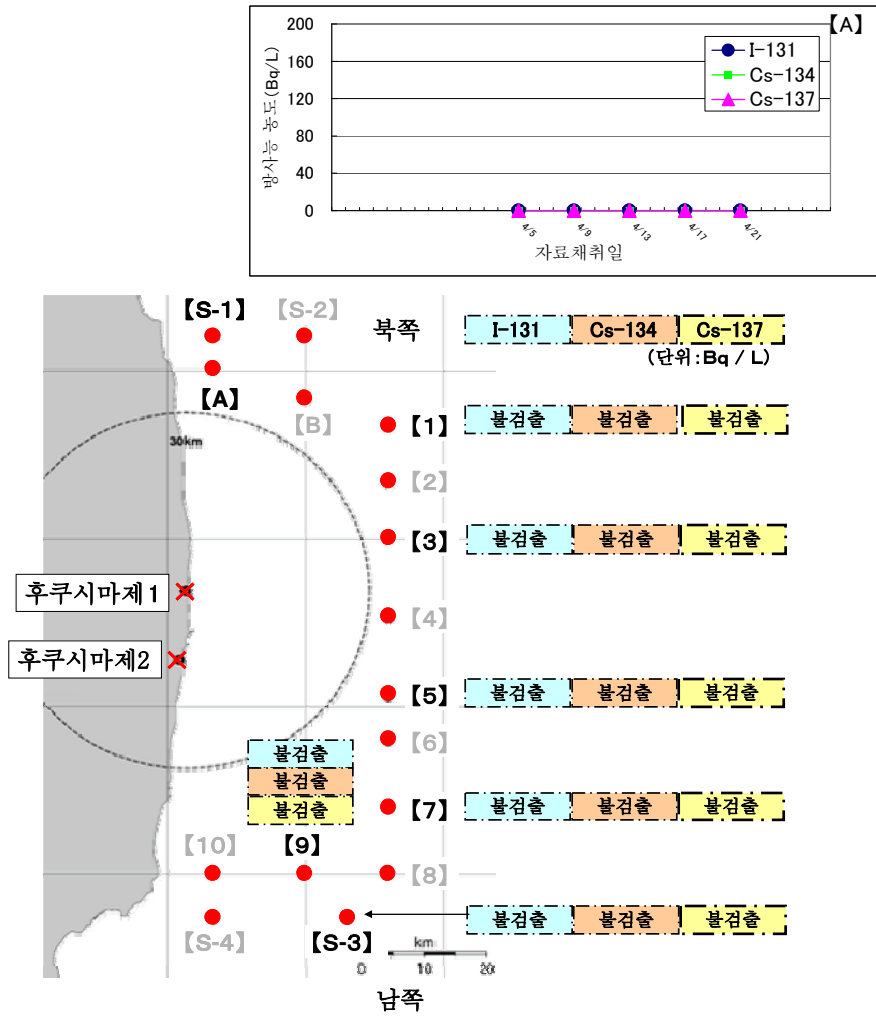 【A】
200
160
120
80
40
0
방사능 농도(Bq/L)
I-131
Cs-134
Cs-137
4/5
4/9
4/13
4/17
4/21
자료채취일
【S-1】
【S-2】
북쪽
I-131
Cs-134
Cs-137
(단위:Bq / L)
【A】
【B】
【1】
불검출 불검출 불검출
30km
【2】
【3】
불검출 불검출 불검출
후쿠시마제1
【4】
후쿠시마제2
【5】
불검출 불검출 불검출
【6】
불검출
불검출
불검출
【7】
불검출 불검출 불검출
【10】
【9】
【8】
불검출 불검출 불검출
【S-4】
【S-3】
km
0 10 20
남쪽